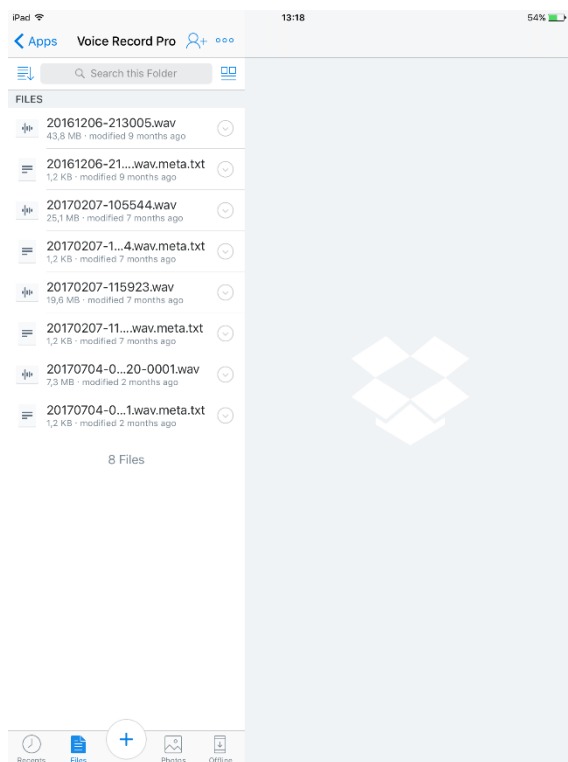 iPad 13:18 54%
Apps Voice Record Pro
Search this Folder
FILES
20161206-213005.wav
43,8 MB · modified 9 months ago
20161206-21....wav.meta.txt
1,2 KB · modified 9 months ago
20170207-105544.wav
25,1 MB · modified 7 months ago
20170207-1...4.wav.meta.txt
1,2 KB · modified 7 months ago
20170207-115923.wav
19,6 MB · modified 7 months ago
20170207-11....wav.meta.txt
1,2 KB · modified 7 months ago
20170704-0...20-0001.wav
7,3 MB · modified 2 months ago
20170704-0...1.wav.meta.txt
1,2 KB · modified 2 months ago
8 Files
Recents Files Photos Offline